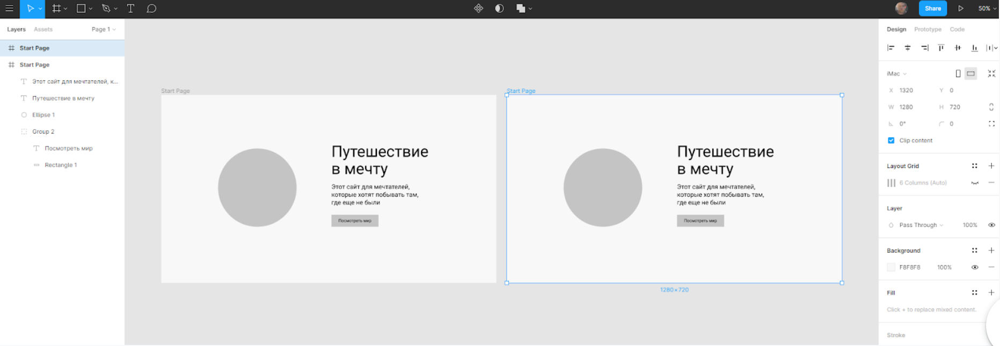 Share
50%
Layers Assets Page 1
Start Page
Start Page
Этот сайт для мечтателей, к...
Путешествие в мечту
Ellipse 1
Group 2
Посмотреть мир
Rectangle 1
Start Page
Путешествие
в мечту
Этот сайт для мечтателей,
которые хотят побывать там,
где еще не были
Посмотреть мир
Start Page
Путешествие
в мечту
Этот сайт для мечтателей,
которые хотят побывать там,
где еще не были
Посмотреть мир
1280×720
Design Prototype Code
iMac
X 1320 Y 0
W 1280 H 720
0° 0
Clip content
Layout Grid
6 Columns (Auto)
Layer
Pass Through 100%
Background
F8F8F8 100%
Fill
Click + to replace mixed content.
Stroke